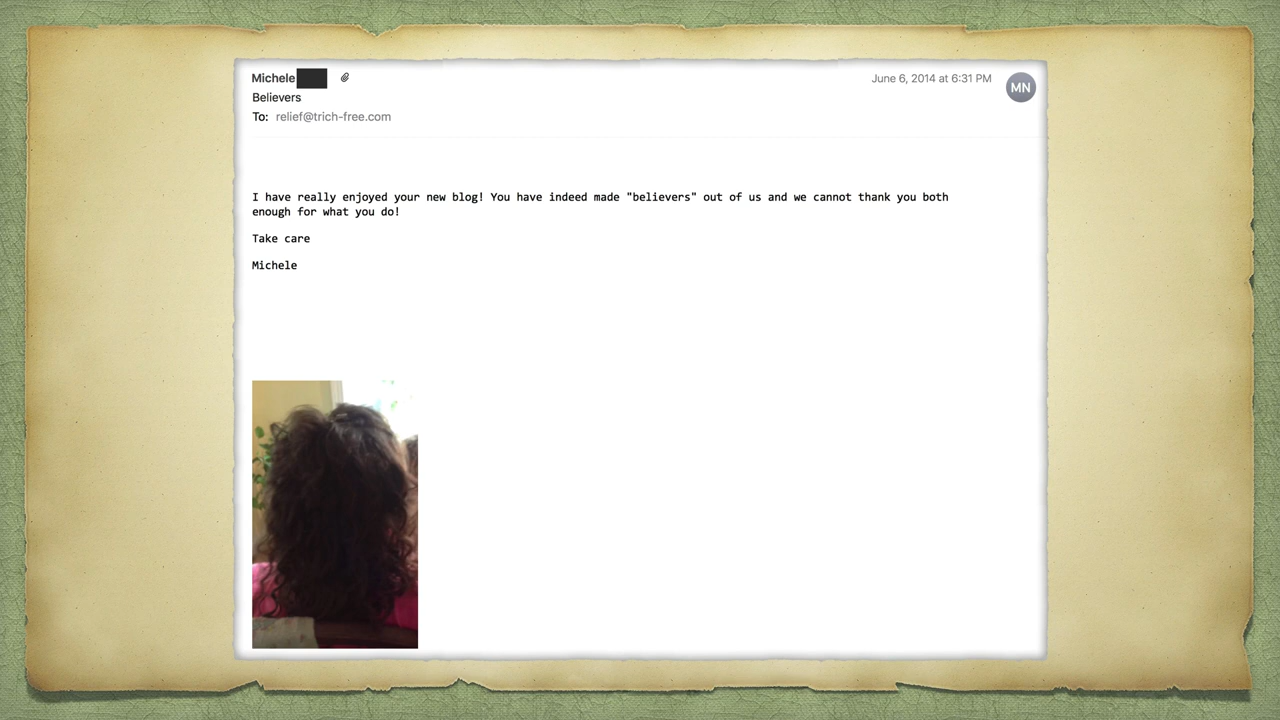 Michele
June 6, 2014 at 6:31 PM
MN
Believers
To: relief@trich-free.com
I have really enjoyed your new blog! You have indeed made "believers" out of us and we cannot thank you both
enough for what you do!
Take care
Michele